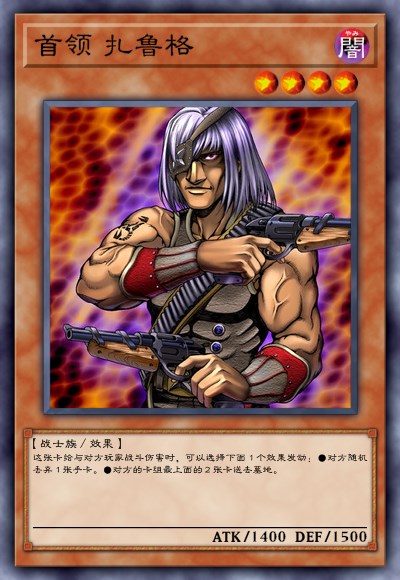 首领 扎鲁格
やみ
闇
【战士族／效果】
这张卡给与对方玩家战斗伤害时，可以选择下面1个效果发动：●对方随机
去弃1张手卡。●对方的卡组最上面的2张卡送去墓地。
ATK/1400 DEF/1500